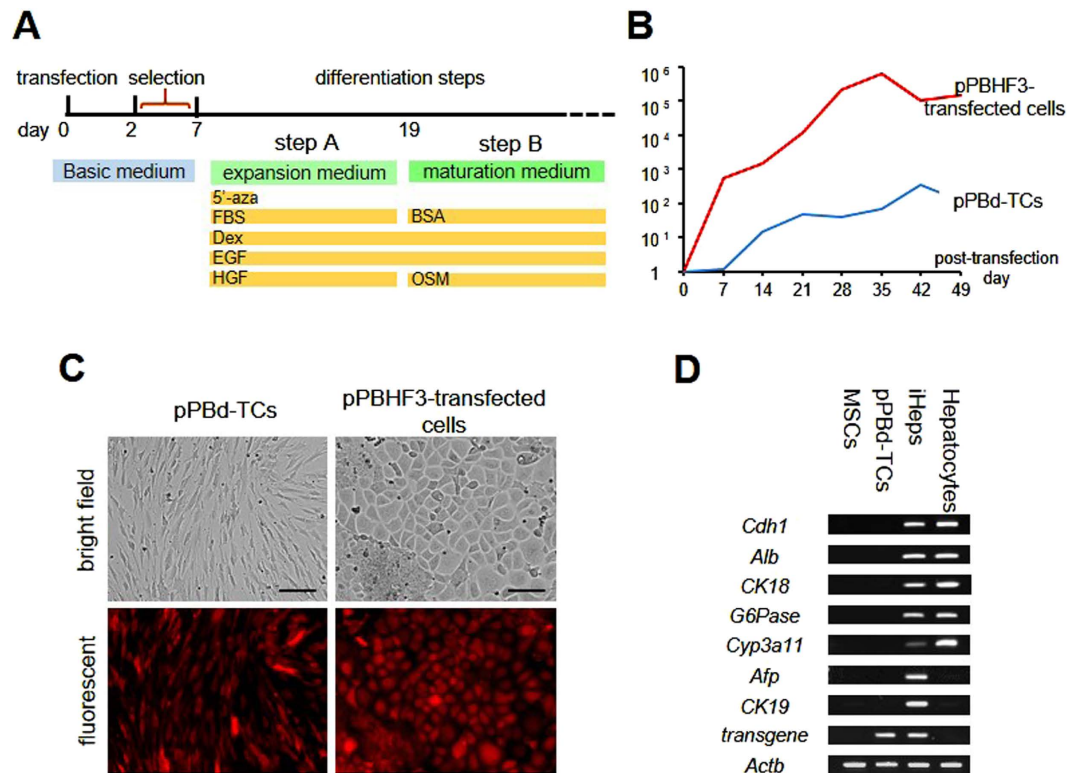 A
transfection selection differentiation steps
day 0 2 7 19
step A step B
Basic medium expansion medium maturation medium
5'-aza
FBS BSA
Dex
EGF
HGF OSM
B
10 6
10 5
10 4
10 3
10 2
10 1
1
0 7 14 21 28 35 42 49
pPBHF3-
transfected cells
pPBd-TCs
post-transfection
day
C
pPBd-TCs
pPBHF3-transfected
cells
bright field
fluorescent
D
MSCs
pPBd-TCs
iHeps
Hepatocytes
Cdh1
Alb
CK18
G6Pase
Cyp3a11
Afp
CK19
transgene
Actb